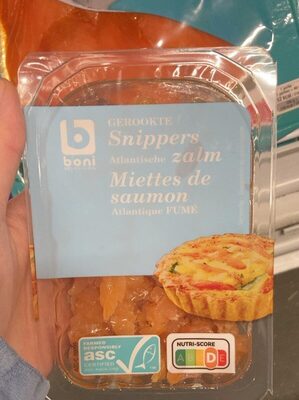 boni
GEROOKTE
Snippers
Atlantische zalm
Miettes de
saumon
Atlantique FUMÉ
FARMED
RESPONSIBLY
asc
CERTIFIED
NUTRI-SCORE
A B C D E